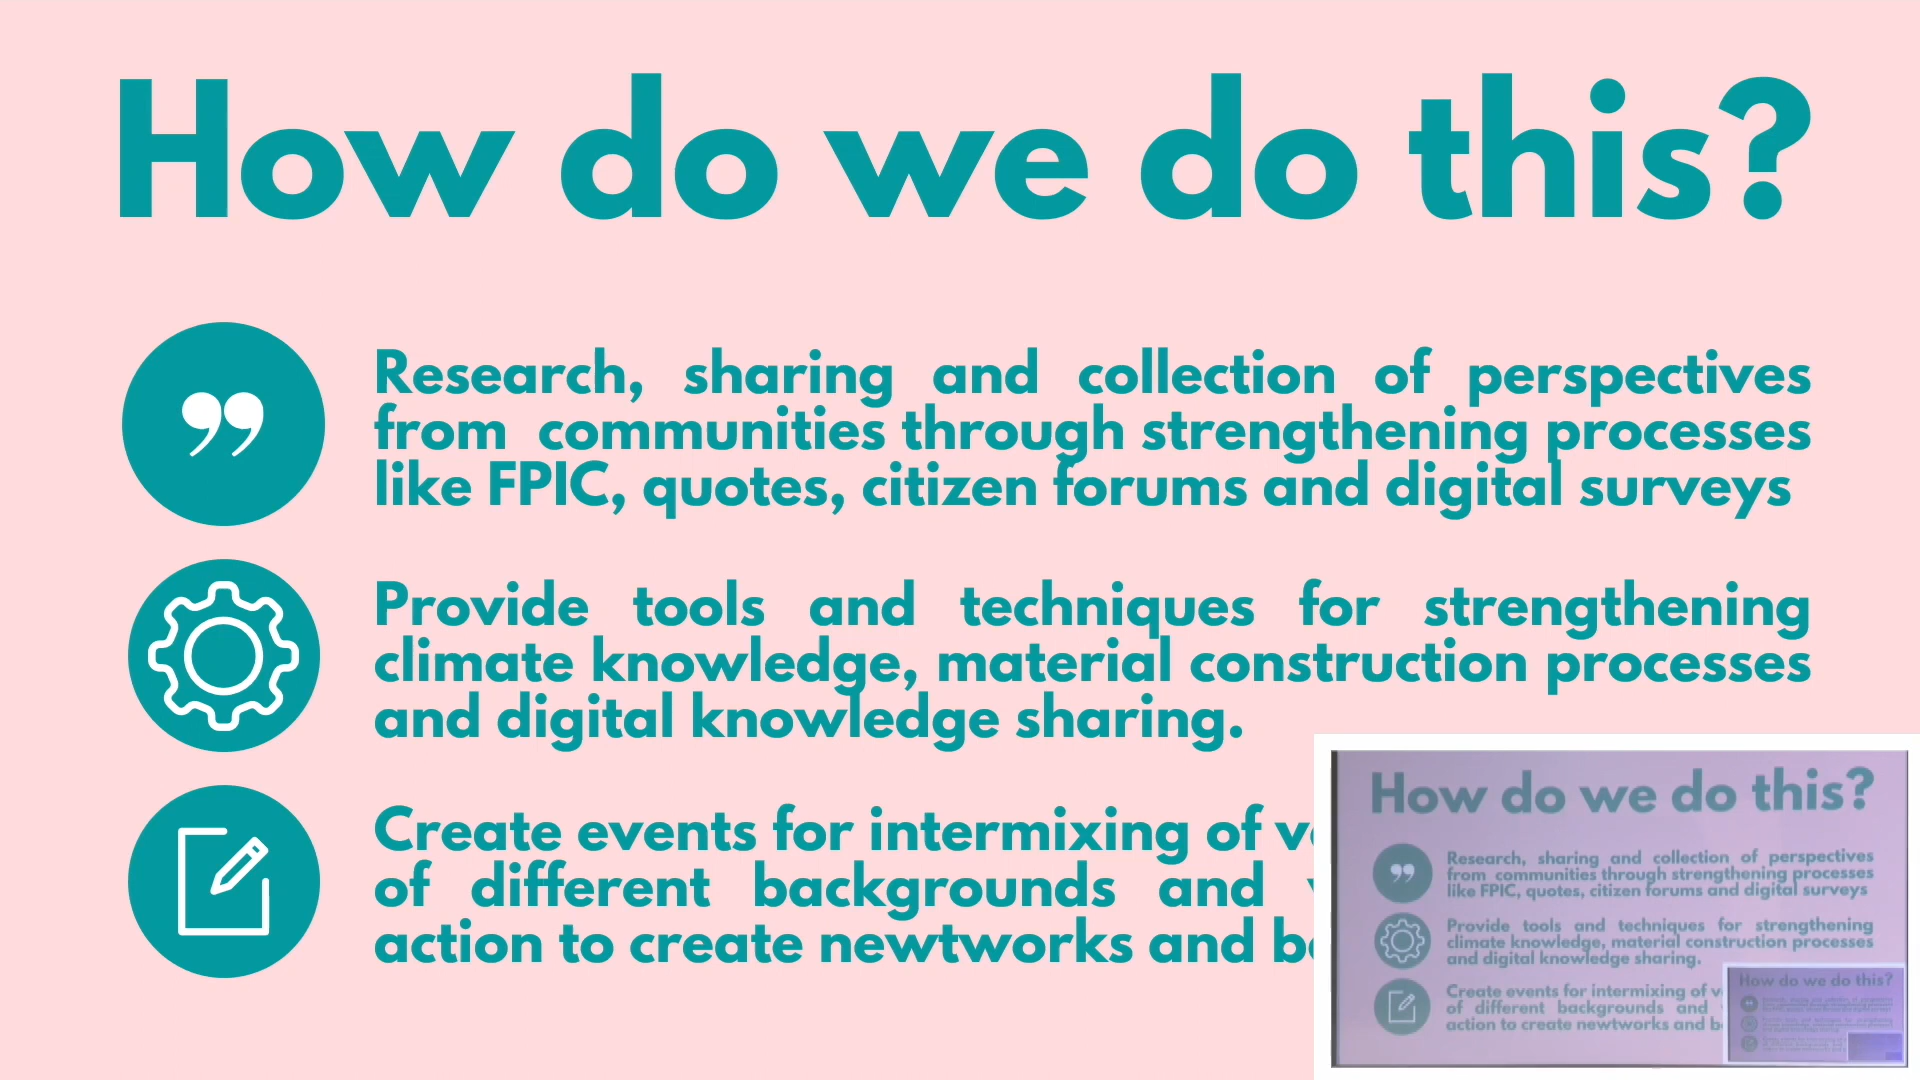 How do we do this?
Research, sharing and collection of perspectives
from communities through strengthening processes
like FPIC, quotes, citizen forums and digital surveys
Provide tools and techniques for strengthening
climate knowledge, material construction processes
and digital knowledge sharing.
Create events for intermixing of
of different backgrounds and
action to create newtworks and
How do we do this?
Research, sharing and collection of perspectives
from communities through strengthening processes
like FPIC, quotes, citizen forums and digital surveys
Provide tools and techniques for strengthening
climate knowledge, material construction processes
and digital knowledge sharing.
Create events for intermixing of
of different backgrounds and
action to create newtworks and
How do we do this?